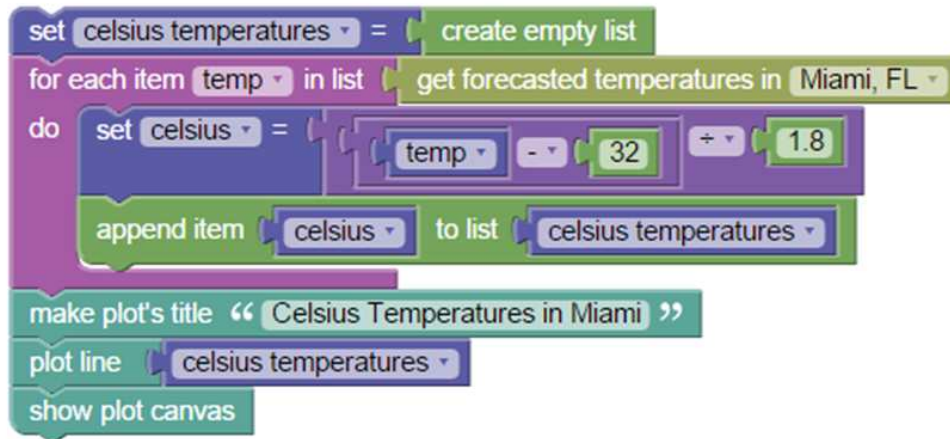 set celsius temperatures = create empty list
for each item temp in list get forecasted temperatures in Miami, FL
do set celsius = temp - 32 ÷ 1.8
append item celsius to list celsius temperatures
make plot's title “ Celsius Temperatures in Miami ”
plot line celsius temperatures
show plot canvas